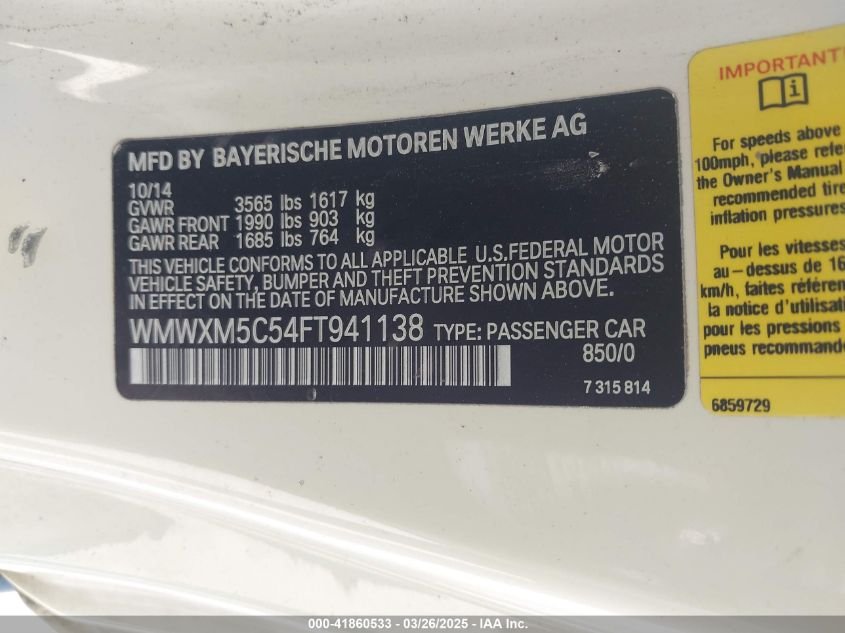 MFD BY BAYERISCHE MOTOREN WERKE AG
10/14
GVWR 3565 lbs 1617 kg
GAWR FRONT 1990 lbs 903 kg
GAWR REAR 1685 lbs 764 kg
THIS VEHICLE CONFORMS TO ALL APPLICABLE U.S.FEDERAL MOTOR
VEHICLE SAFETY, BUMPER AND THEFT PREVENTION STANDARDS
IN EFFECT ON THE DATE OF MANUFACTURE SHOWN ABOVE.
WMWXM5C54FT941138 TYPE: PASSENGER CAR
850/0
7 315 814
IMPORTANT
For speeds above
100mph, please refe
the Owner's Manual
recommended tire
inflation pressures
Pour les vitesses
au-dessus de 16
km/h, faites référen
la notice d'utilisati
pour les pressions
pneus recommand
6859729
000-41860533 - 03/26/2025 - IAA Inc.